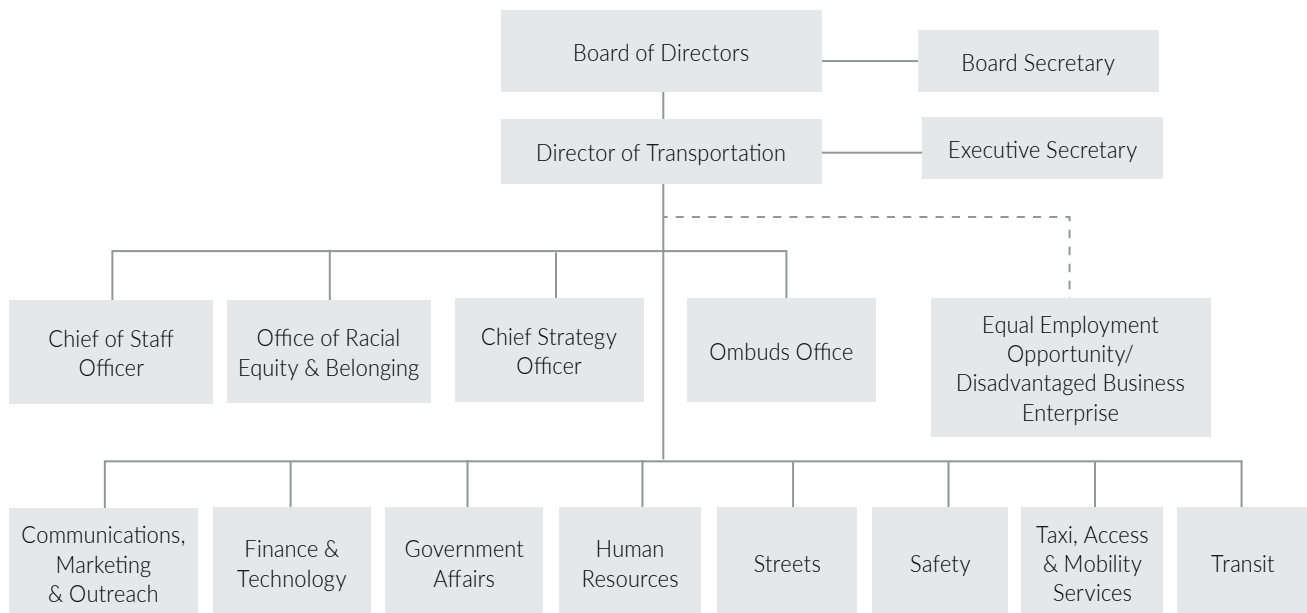 Board of Directors
Board Secretary
Director of Transportation
Executive Secretary
Chief of Staff
Officer
Office of Racial
Equity & Belonging
Chief Strategy
Officer
Ombuds Office
Equal Employment
Opportunity/
Disadvantaged Business
Enterprise
Communications,
Marketing
& Outreach
Finance &
Technology
Government
Affairs
Human
Resources
Streets
Safety
Taxi, Access
& Mobility
Services
Transit